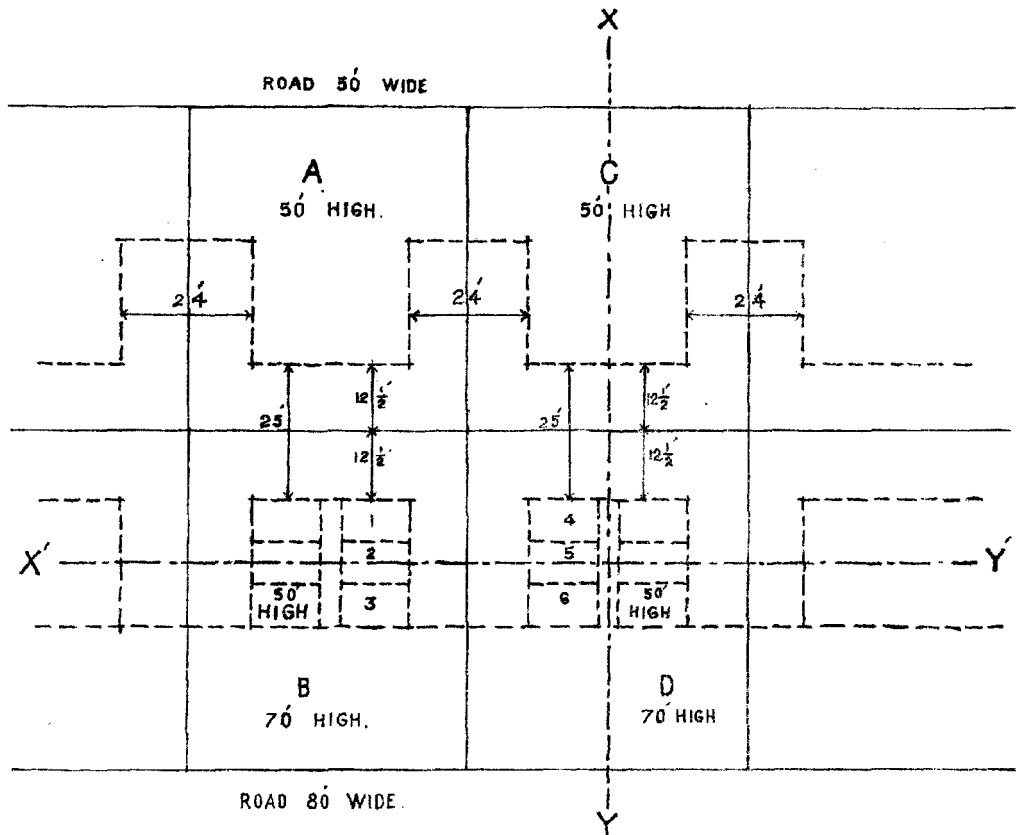 X
ROAD 50' WIDE
A
50' HIGH.
C
50' HIGH
24'
24'
24'
25'
12½'
12½'
25'
12½'
12½'
X'
1
2
3
50' HIGH
4
5
6
50' HIGH
Y'
B
70' HIGH.
D
70' HIGH
ROAD 80' WIDE.
Y